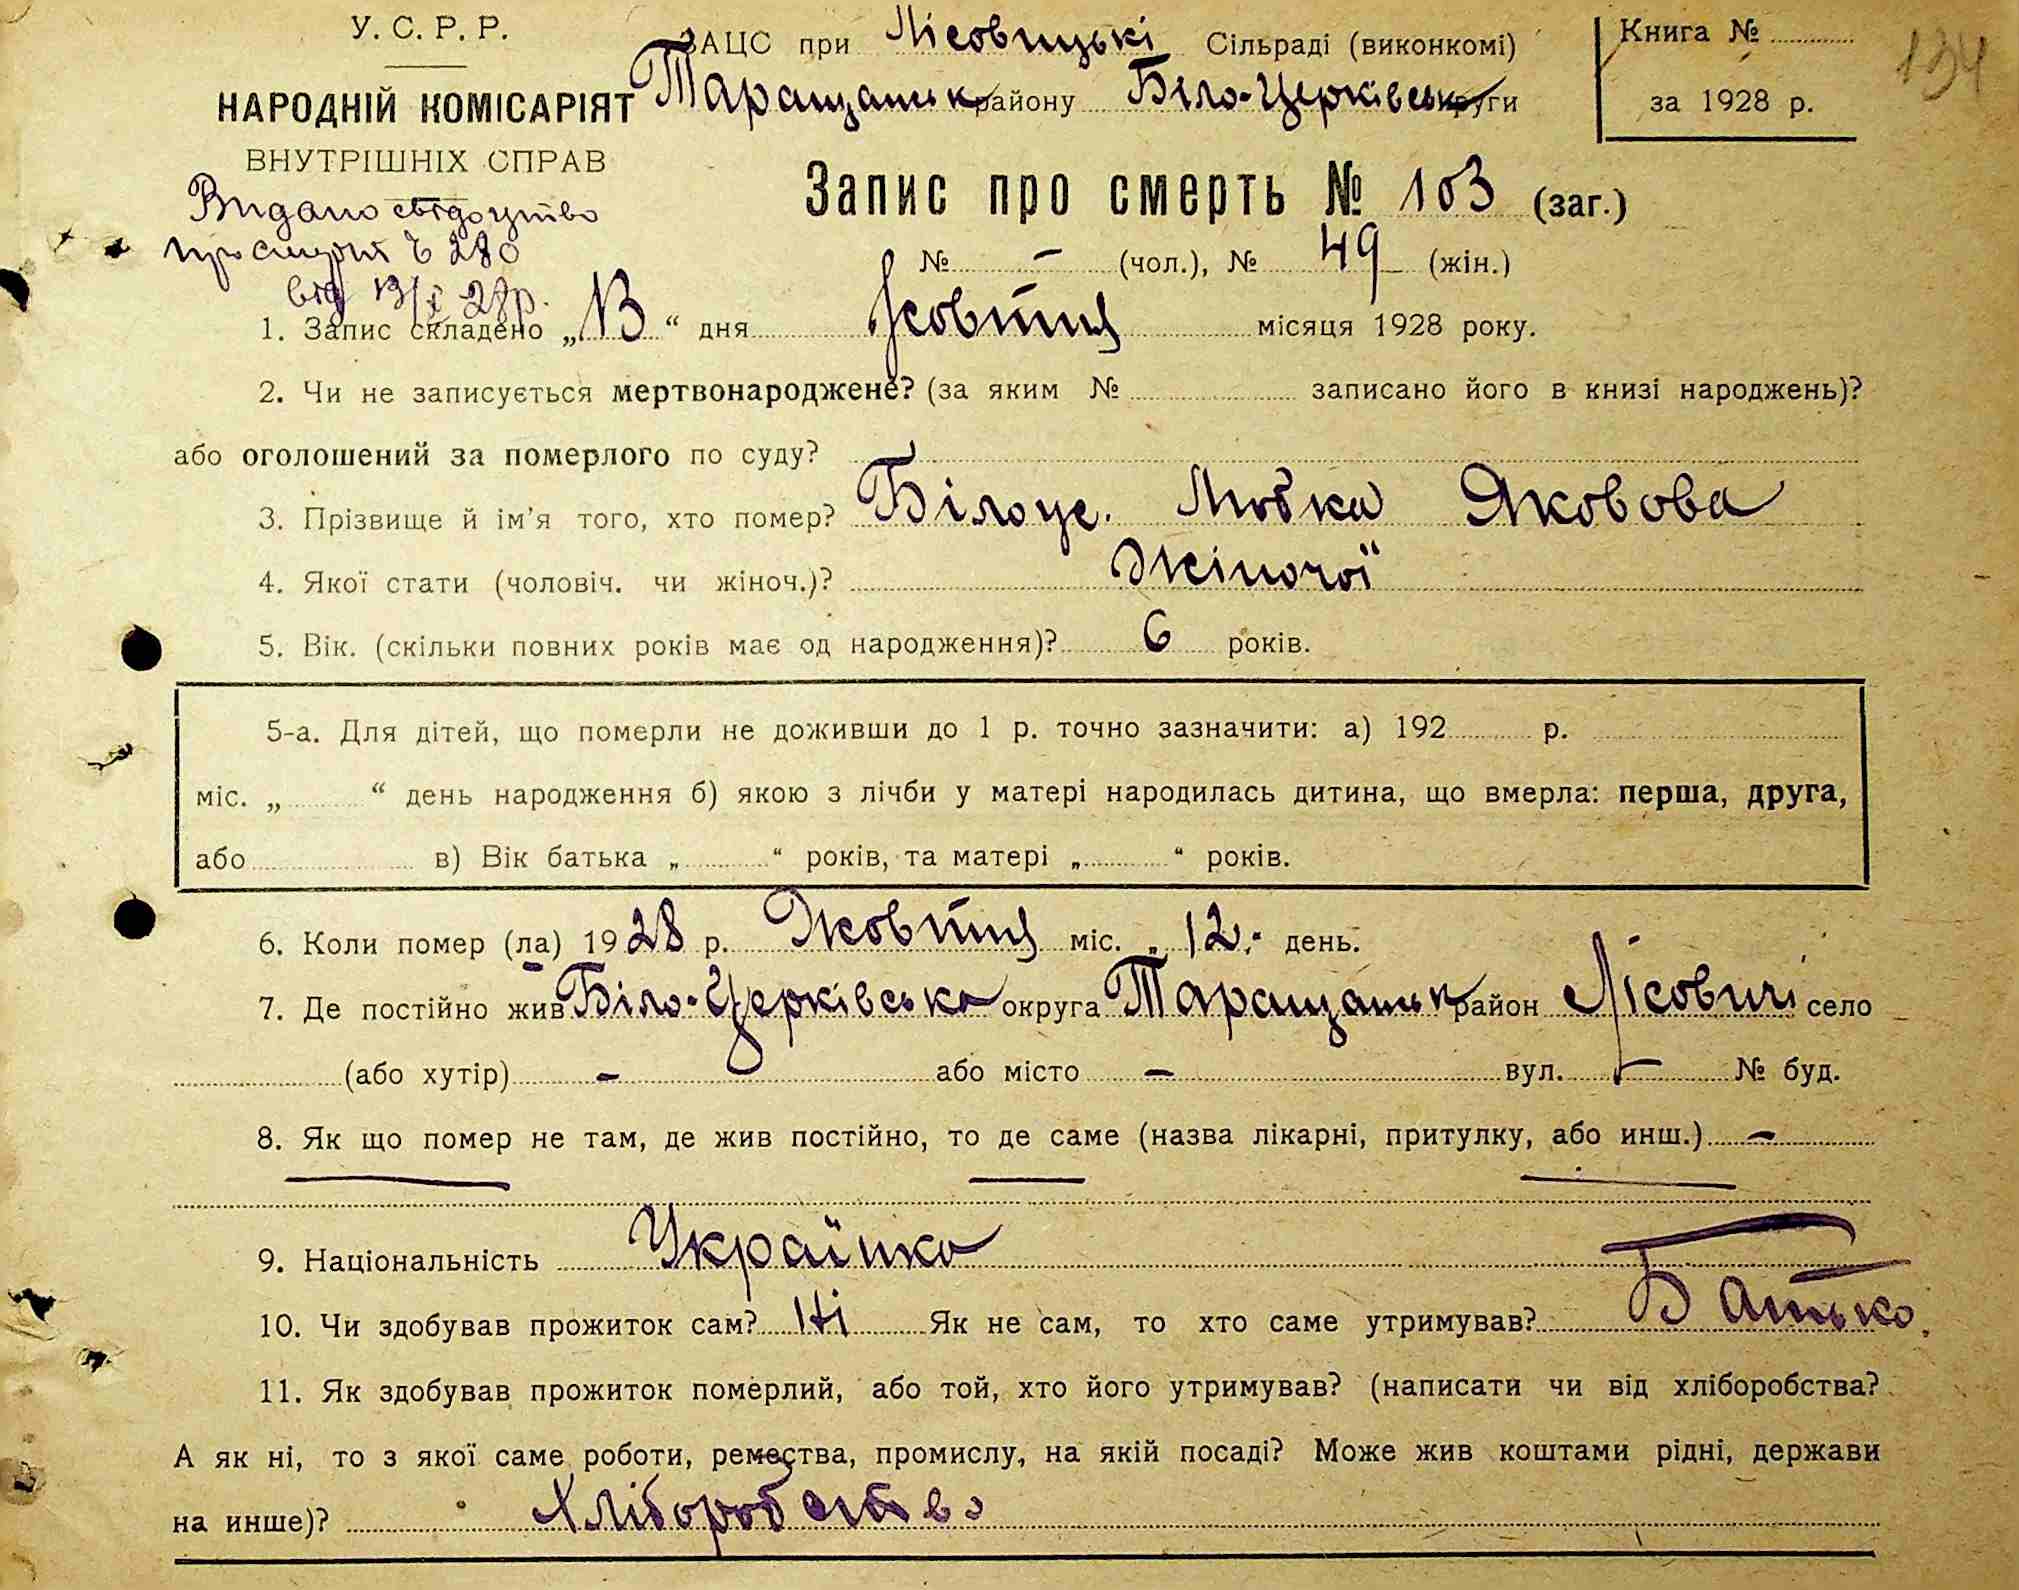 У. С. Р. Р.
НАРОДНІЙ КОМІСАРІЯТ
ВНУТРІШНІХ СПРАВ
Видано свідоцтво
про смерть № 280
від 13/X 28р.
ЗАЦС при Лісовицькі Сільраді (виконкомі)
Таращанськ району Біло-Церківськ округи
Книга №
за 1928 р.
134
Запис про смерть № 103 (заг.)
№ – (чол.), № 49 (жін.)
1. Запис складено „13“ дня Жовтня місяця 1928 року.
2. Чи не записується мертвонароджене? (за яким № записано його в книзі народжень)?
або оголошений за померлого по суду?
3. Прізвище й ім’я того, хто помер? Білоус. Любка Яковова
4. Якої стати (чоловіч. чи жіноч.)? Жіночої
5. Вік. (скільки повних років має од народження)? 6 років.
5-а. Для дітей, що померли не доживши до 1 р. точно зазначити: а) 192 р.
міс. „ “ день народження б) якою з лічби у матері народилась дитина, що вмерла: перша, друга,
або в) Вік батька „ “ років, та матері „ “ років.
6. Коли помер (ла) 1928 р. Жовтня міс. „12.“ день.
7. Де постійно жив Біло-Церківська округа Таращанськ район Лісовичі село
(або хутір) – або місто – вул. – № буд.
8. Як що помер не там, де жив постійно, то де саме (назва лікарні, притулку, або инш.) –
9. Національність Українка
10. Чи здобував прожиток сам? Ні Як не сам, то хто саме утримував? Батько.
11. Як здобував прожиток померлий, або той, хто його утримував? (написати чи від хліборобства?
А як ні, то з якої саме роботи, ремества, промислу, на якій посаді? Може жив коштами рідні, держави
на инше)? Хліборобство